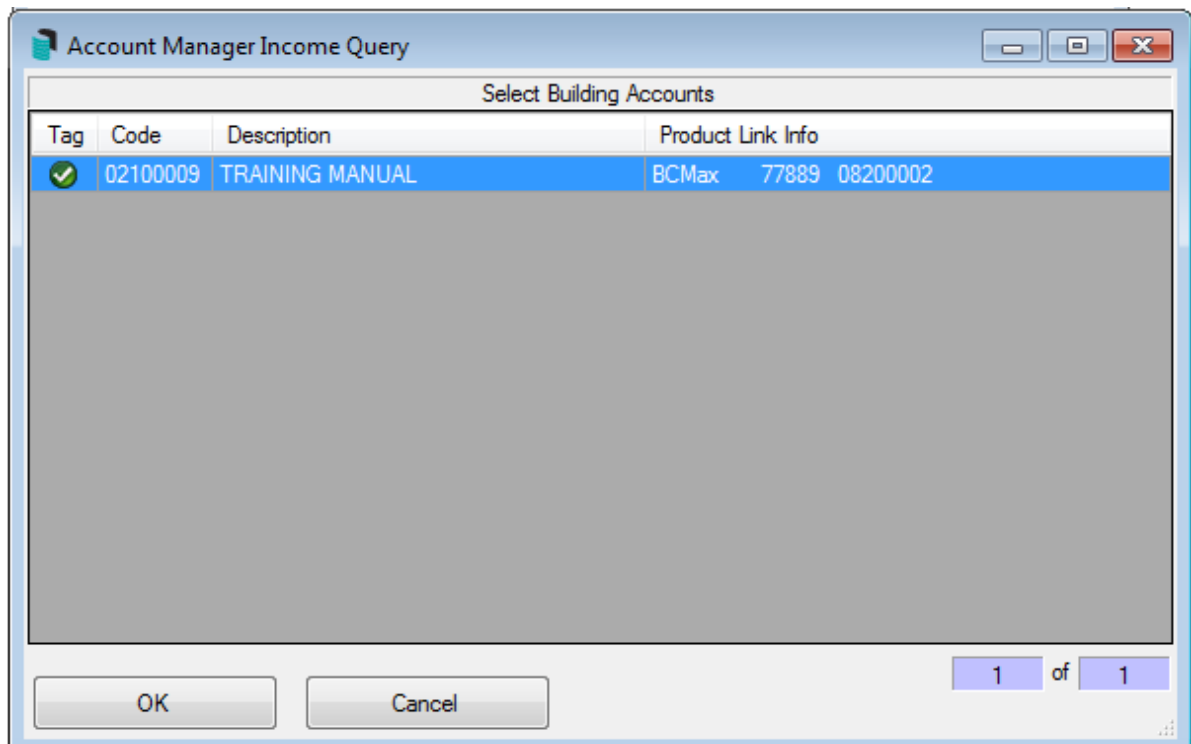 Account Manager Income Query
Select Building Accounts
Tag Code Description Product Link Info
02100009 TRAINING MANUAL BCMax 77889 08200002
1 of 1
OK Cancel